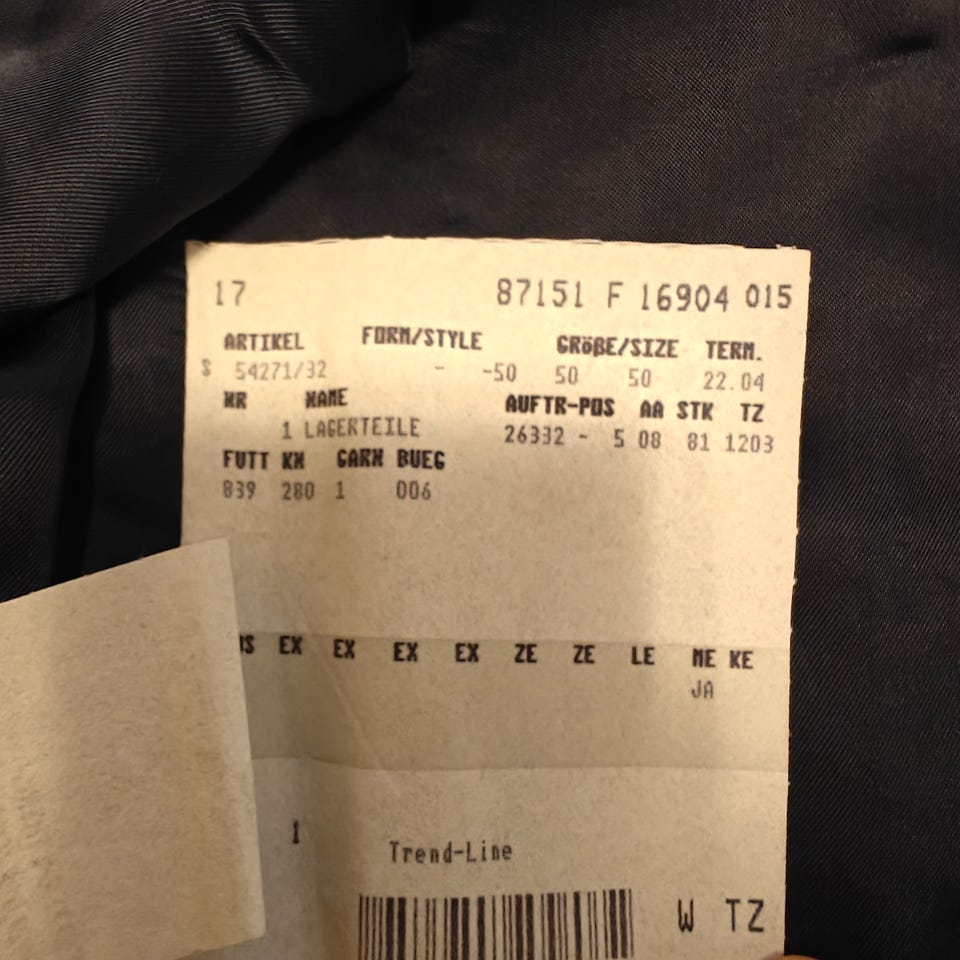 17 87151 F 16904 015
ARTIKEL FORM/STYLE GRÖßE/SIZE TERM.
$ 54271/32 - -50 50 50 22.04
NR NAME AUFTR-POS AA STK TZ
1 LAGERTEILE 26332 - 5 08 81 1203
FUTT KN GARN BUEG
839 280 1 006
EX EX EX EX ZE ZE LE ME KE
JA
1 Trend-Line
W TZ